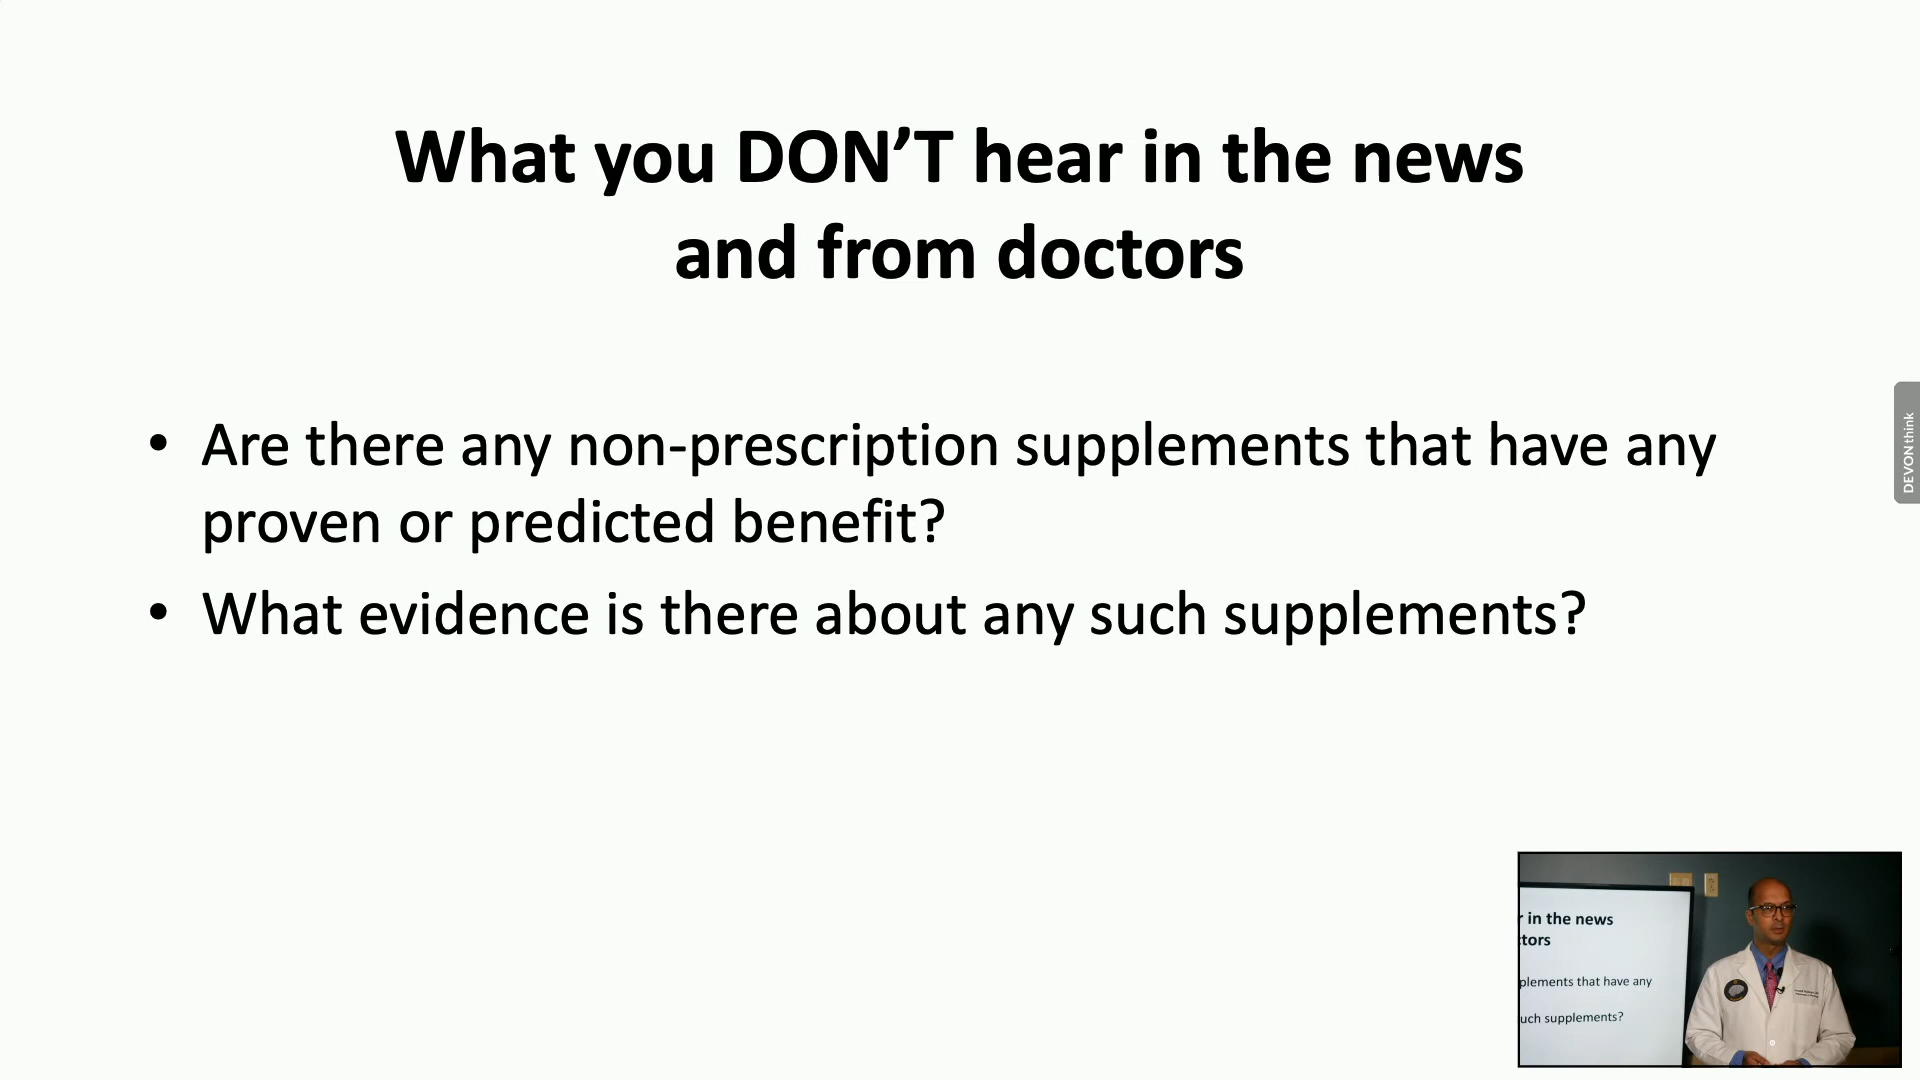 What you DON’T hear in the news
and from doctors
• Are there any non-prescription supplements that have any
proven or predicted benefit?
• What evidence is there about any such supplements?
DEVONthink
in the news
tors
plements that have any
uch supplements?